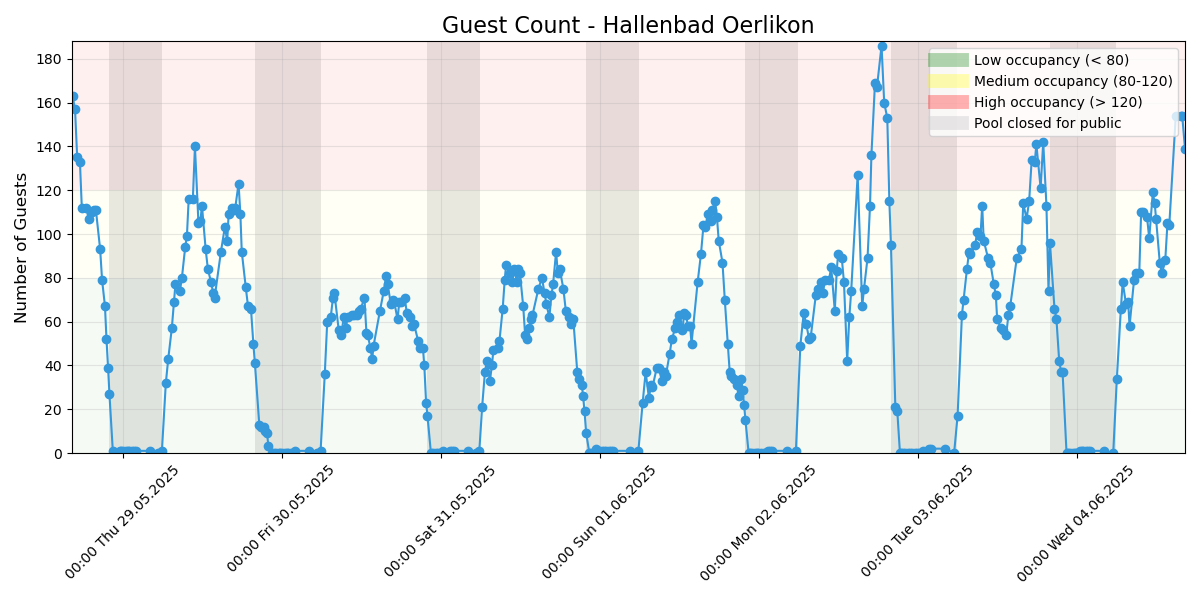 Guest Count - Hallenbad Oerlikon
Number of Guests
180
160
140
120
100
80
60
40
20
0
Low occupancy (< 80)
Medium occupancy (80-120)
High occupancy (> 120)
Pool closed for public
00:00 Thu 29.05.2025
00:00 Fri 30.05.2025
00:00 Sat 31.05.2025
00:00 Sun 01.06.2025
00:00 Mon 02.06.2025
00:00 Tue 03.06.2025
00:00 Wed 04.06.2025